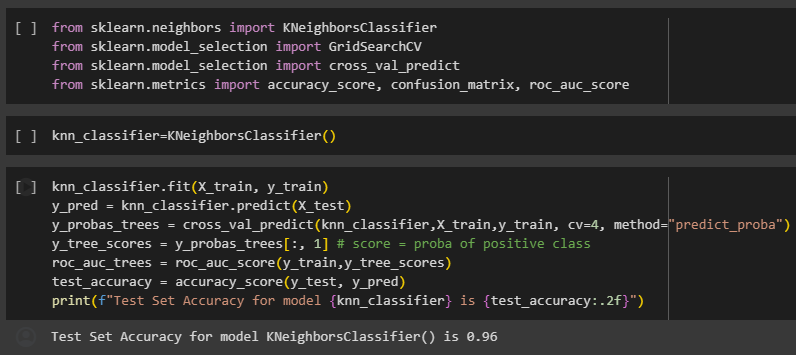 [ ] from sklearn.neighbors import KNeighborsClassifier
from sklearn.model_selection import GridSearchCV
from sklearn.model_selection import cross_val_predict
from sklearn.metrics import accuracy_score, confusion_matrix, roc_auc_score
[ ] knn_classifier=KNeighborsClassifier()
[ ] knn_classifier.fit(X_train, y_train)
y_pred = knn_classifier.predict(X_test)
y_probas_trees = cross_val_predict(knn_classifier,X_train,y_train, cv=4, method="predict_proba")
y_tree_scores = y_probas_trees[:, 1] # score = proba of positive class
roc_auc_trees = roc_auc_score(y_train,y_tree_scores)
test_accuracy = accuracy_score(y_test, y_pred)
print(f"Test Set Accuracy for model {knn_classifier} is {test_accuracy:.2f}")
Test Set Accuracy for model KNeighborsClassifier() is 0.96